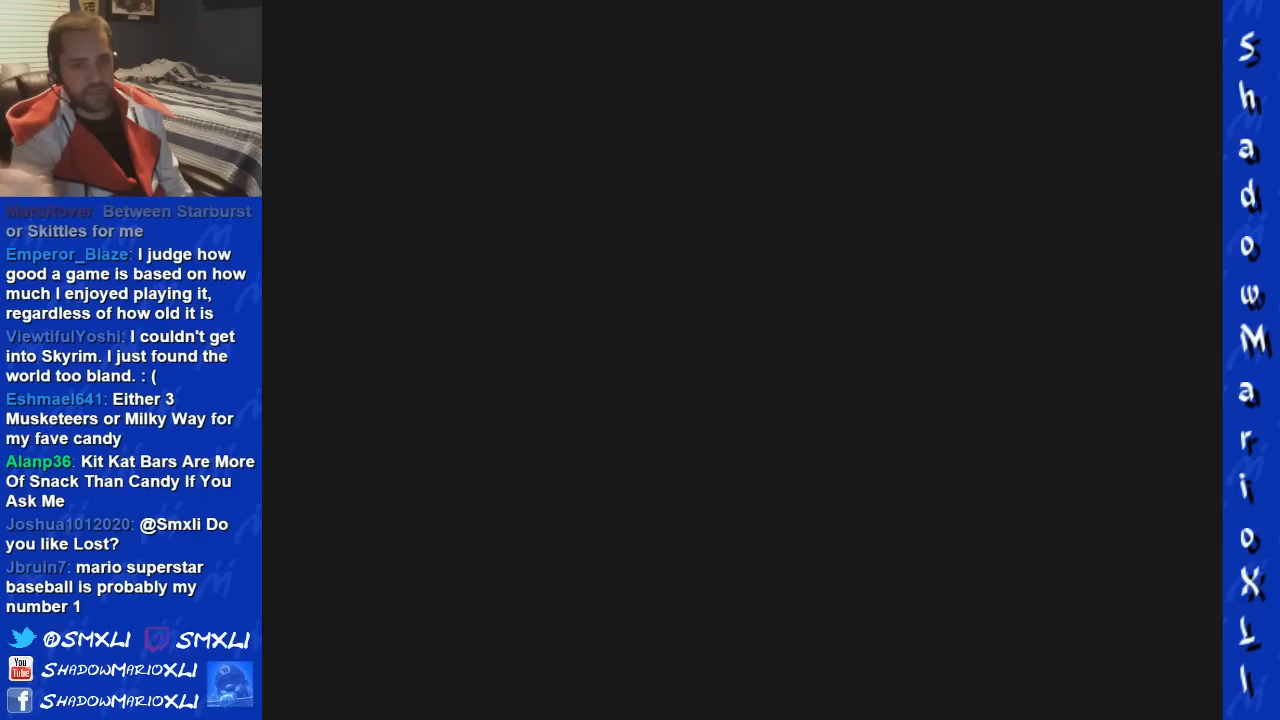 MarsRover: Between Starburst
or Skittles for me
Emperor_Blaze: I judge how
good a game is based on how
much I enjoyed playing it,
regardless of how old it is
ViewtifulYoshi: I couldn't get
into Skyrim. I just found the
world too bland. : (
Eshmael641: Either 3
Musketeers or Milky Way for
my fave candy
Alanp36: Kit Kat Bars Are More
Of Snack Than Candy If You
Ask Me
Joshua1012020: @Smxli Do
you like Lost?
Jbruin7: mario superstar
baseball is probably my
number 1
@SMXLI SMXLI
You Tube ShadowMarioXLI
f ShadowMarioXLI
ShadowMarioXLI